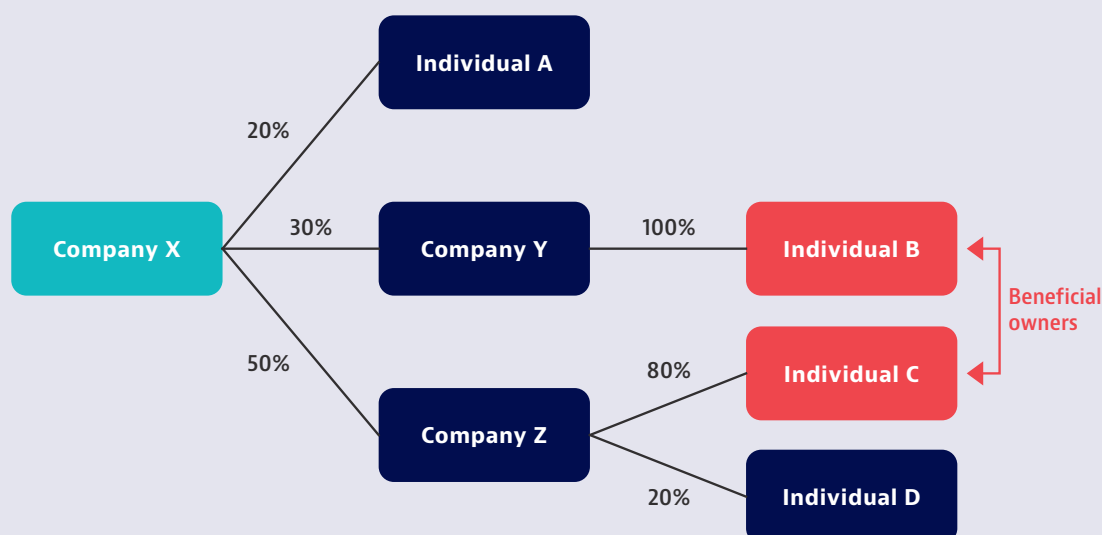 Individual A
20%
Company X
30%
Company Y
100%
Individual B
Beneficial
owners
50%
Company Z
80%
Individual C
20%
Individual D